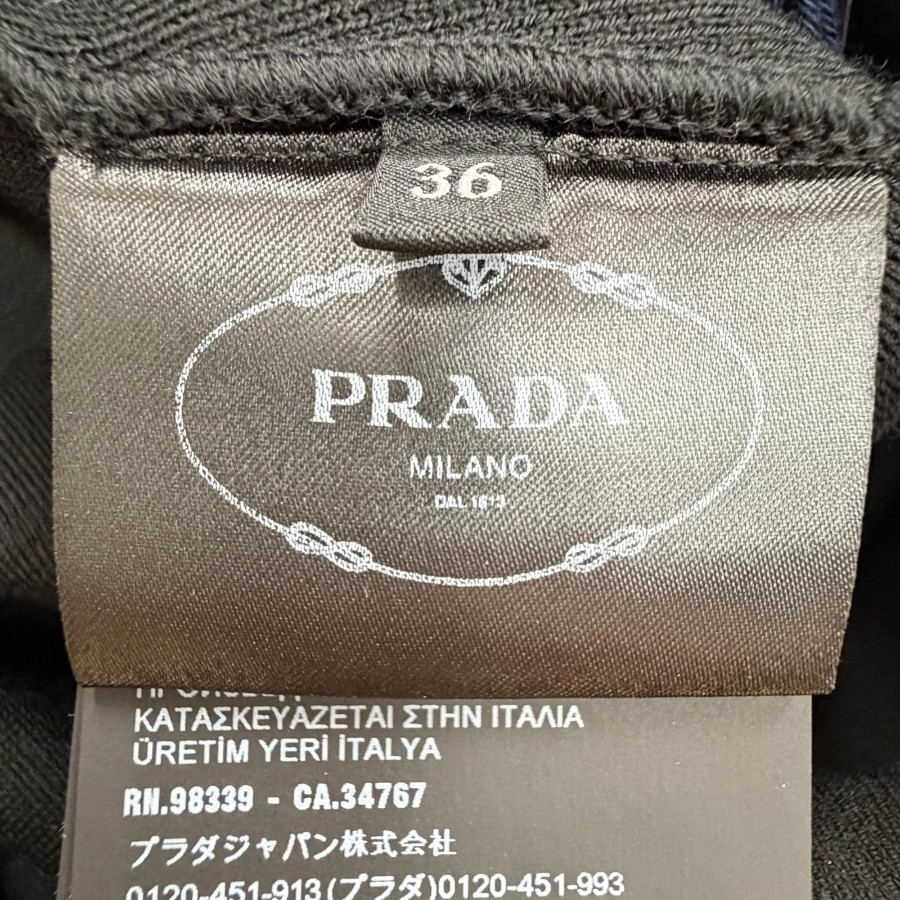 36
PRADA
MILANO
DAL 1913
ΚΑΤΑΣΚΕΥΑΖΕΤΑΙ ΣΤΗΝ ΙΤΑΛΙΑ
ÜRETİM YERİ İTALYA
RN.98339 - CA.34767
プラダジャパン株式会社
0120-451-913(プラダ)0120-451-993